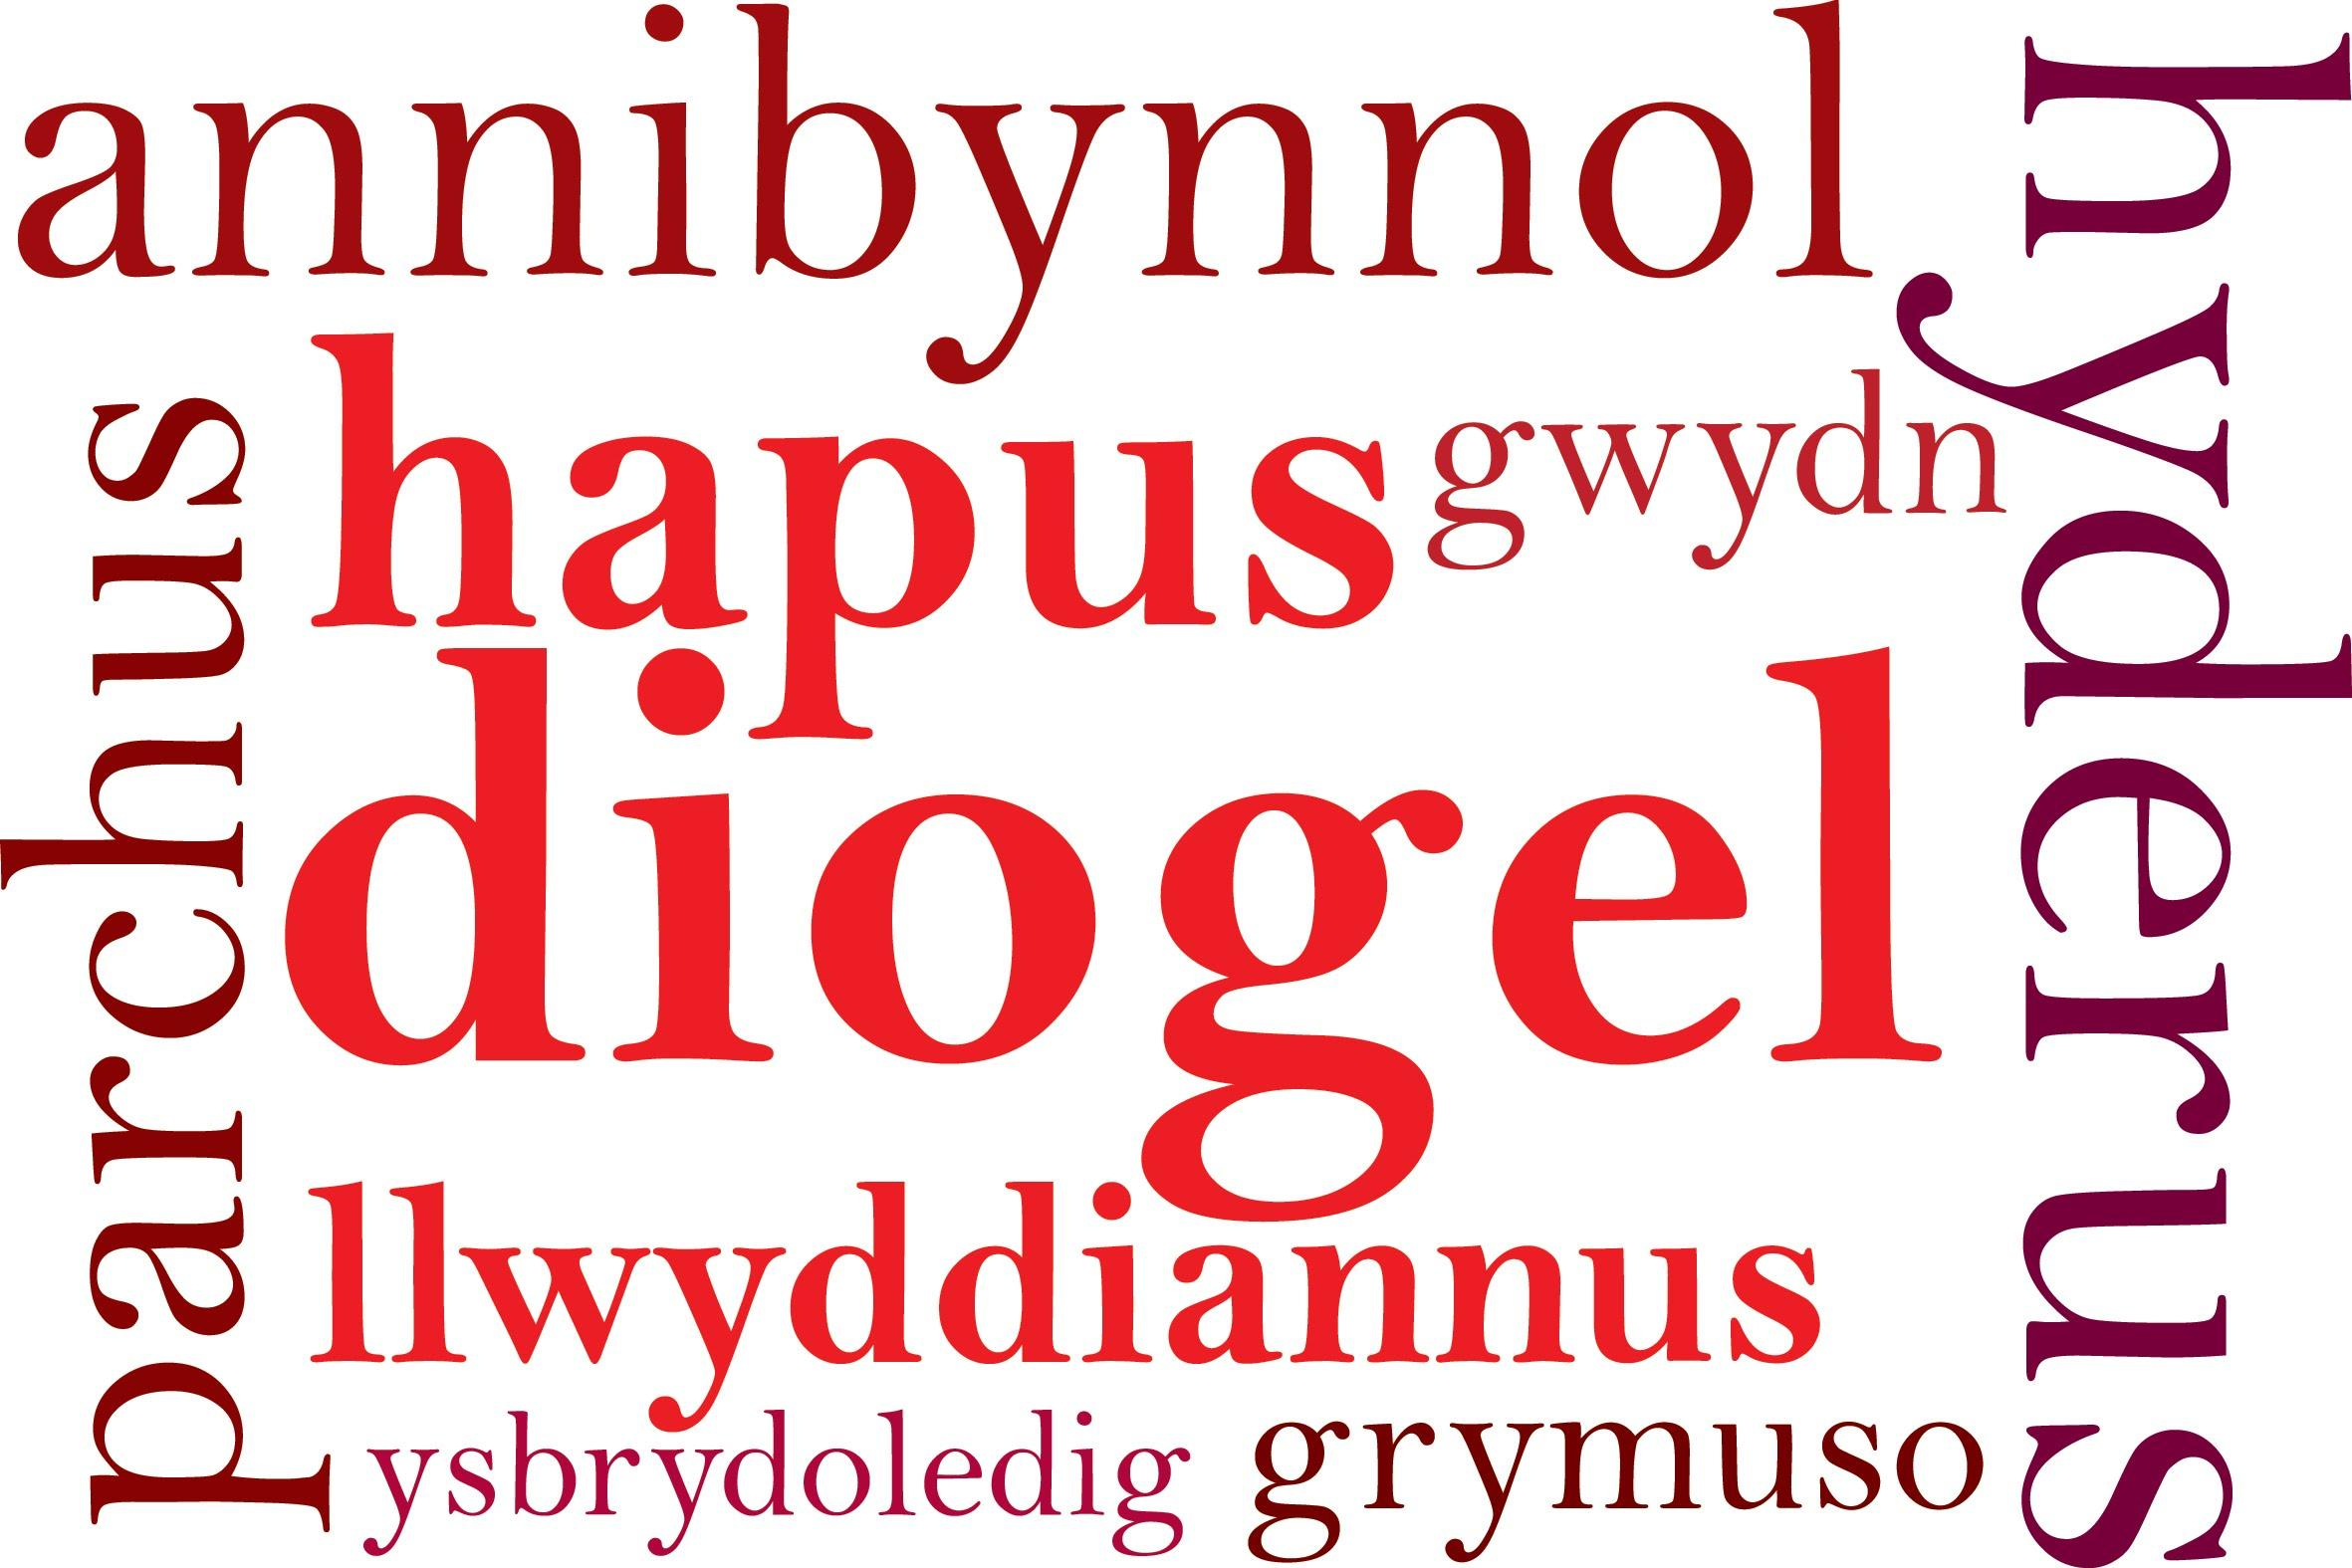 annibynnol
hyderus
parchus
hapus
gwydn
diogel
llwyddiannus
ysbrydoledig
grymuso